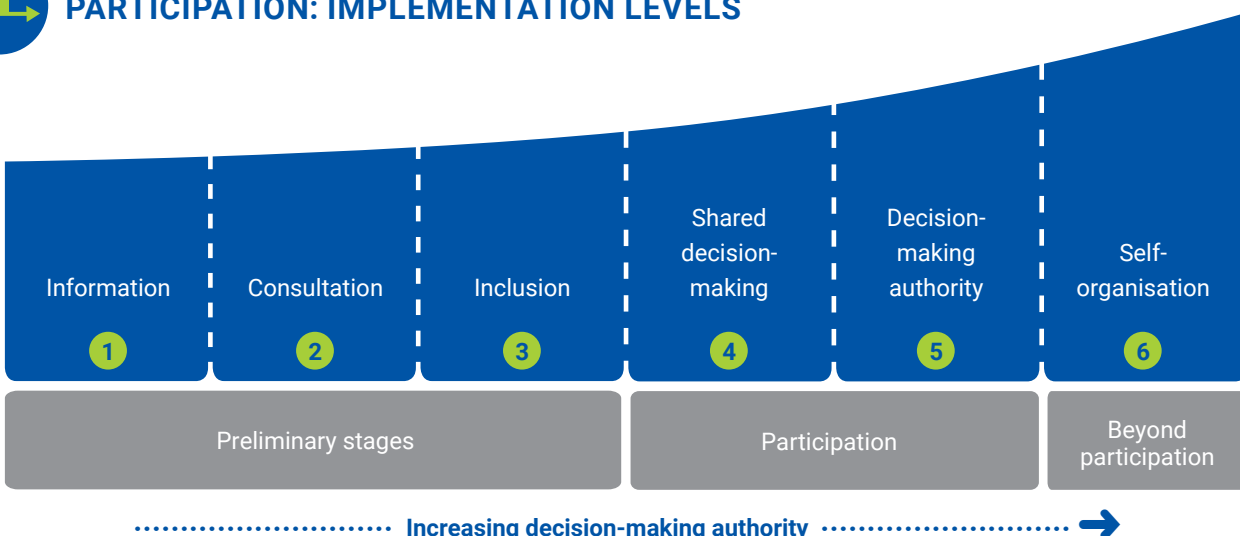 PARTICIPATION: IMPLEMENTATION LEVELS
Information
1
Consultation
2
Inclusion
3
Shared
decision-
making
4
Decision-
making
authority
5
Self-
organisation
6
Preliminary stages
Participation
Beyond
participation
Increasing decision-making authority